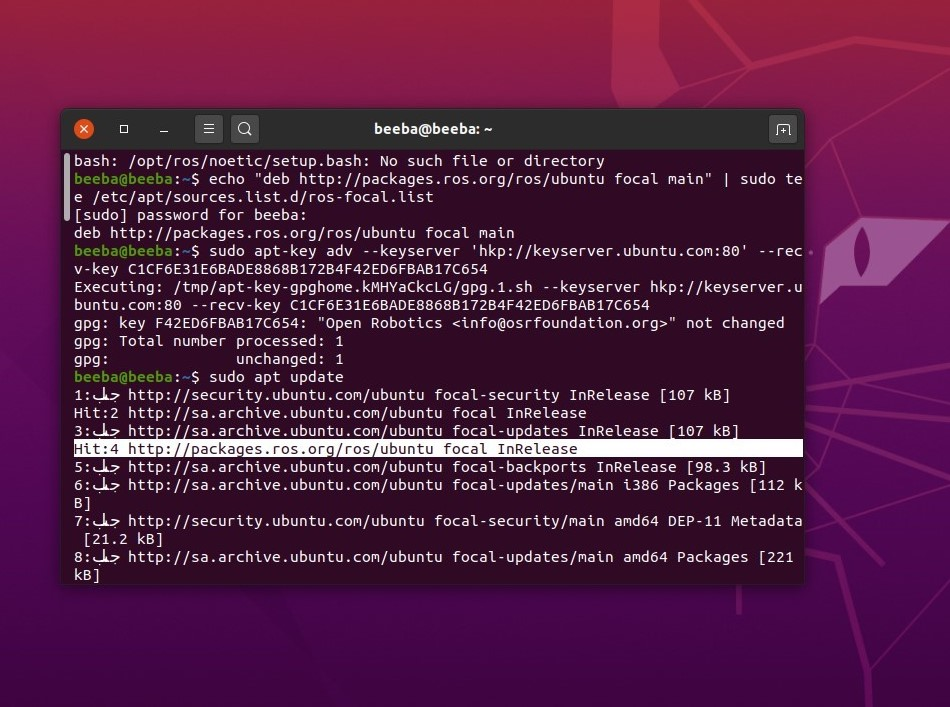 beeba@beeba: ~
bash: /opt/ros/noetic/setup.bash: No such file or directory
beeba@beeba:~$ echo "deb http://packages.ros.org/ros/ubuntu focal main" | sudo te
e /etc/apt/sources.list.d/ros-focal.list
[sudo] password for beeba:
deb http://packages.ros.org/ros/ubuntu focal main
beeba@beeba:~$ sudo apt-key adv --keyserver 'hkp://keyserver.ubuntu.com:80' --rec
v-key C1CF6E31E6BADE8868B172B4F42ED6FBAB17C654
Executing: /tmp/apt-key-gpghome.kMHYaCkcLG/gpg.1.sh --keyserver hkp://keyserver.u
buntu.com:80 --recv-key C1CF6E31E6BADE8868B172B4F42ED6FBAB17C654
gpg: key F42ED6FBAB17C654: "Open Robotics <info@osrfoundation.org>" not changed
gpg: Total number processed: 1
gpg:              unchanged: 1
beeba@beeba:~$ sudo apt update
1:جلب http://security.ubuntu.com/ubuntu focal-security InRelease [107 kB]
Hit:2 http://sa.archive.ubuntu.com/ubuntu focal InRelease
3:جلب http://sa.archive.ubuntu.com/ubuntu focal-updates InRelease [107 kB]
Hit:4 http://packages.ros.org/ros/ubuntu focal InRelease
5:جلب http://sa.archive.ubuntu.com/ubuntu focal-backports InRelease [98.3 kB]
6:جلب http://sa.archive.ubuntu.com/ubuntu focal-updates/main i386 Packages [112 k
B]
7:جلب http://security.ubuntu.com/ubuntu focal-security/main amd64 DEP-11 Metadata
 [21.2 kB]
8:جلب http://sa.archive.ubuntu.com/ubuntu focal-updates/main amd64 Packages [221
kB]